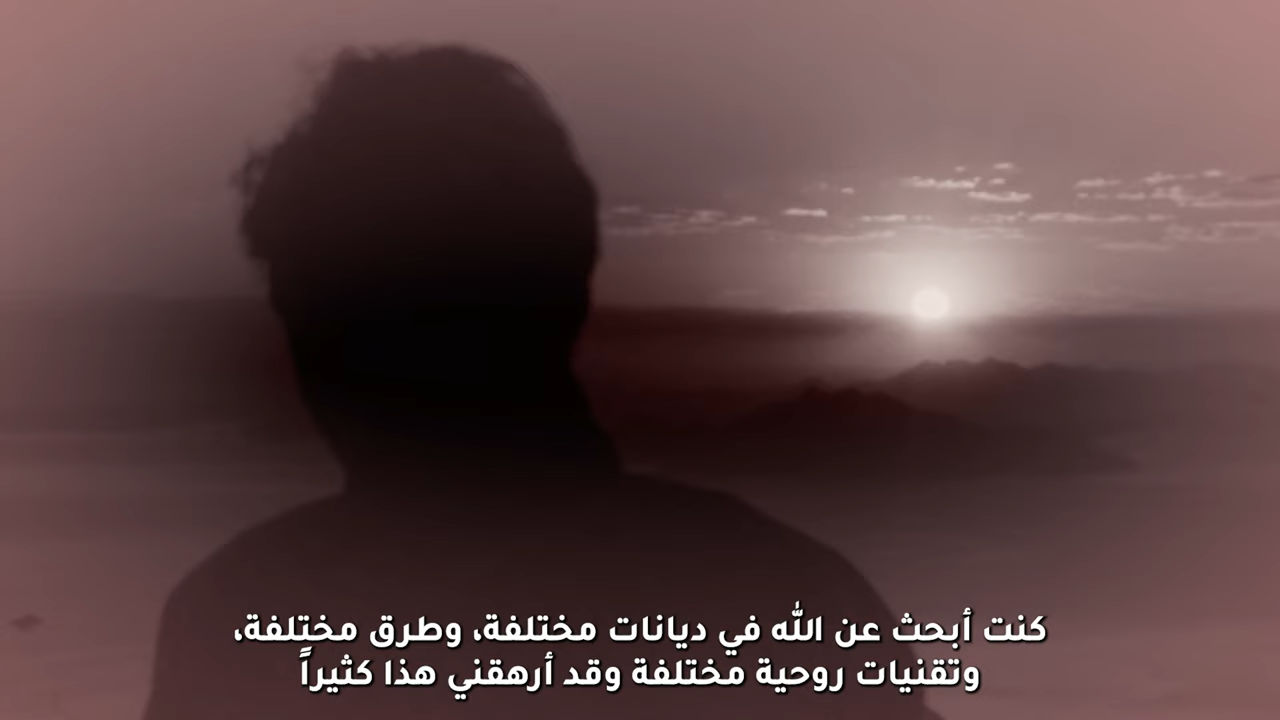 كنت أبحث عن الله في ديانات مختلفة، وطرق مختلفة،
وتقنيات روحية مختلفة وقد أرهقني هذا كثيراً